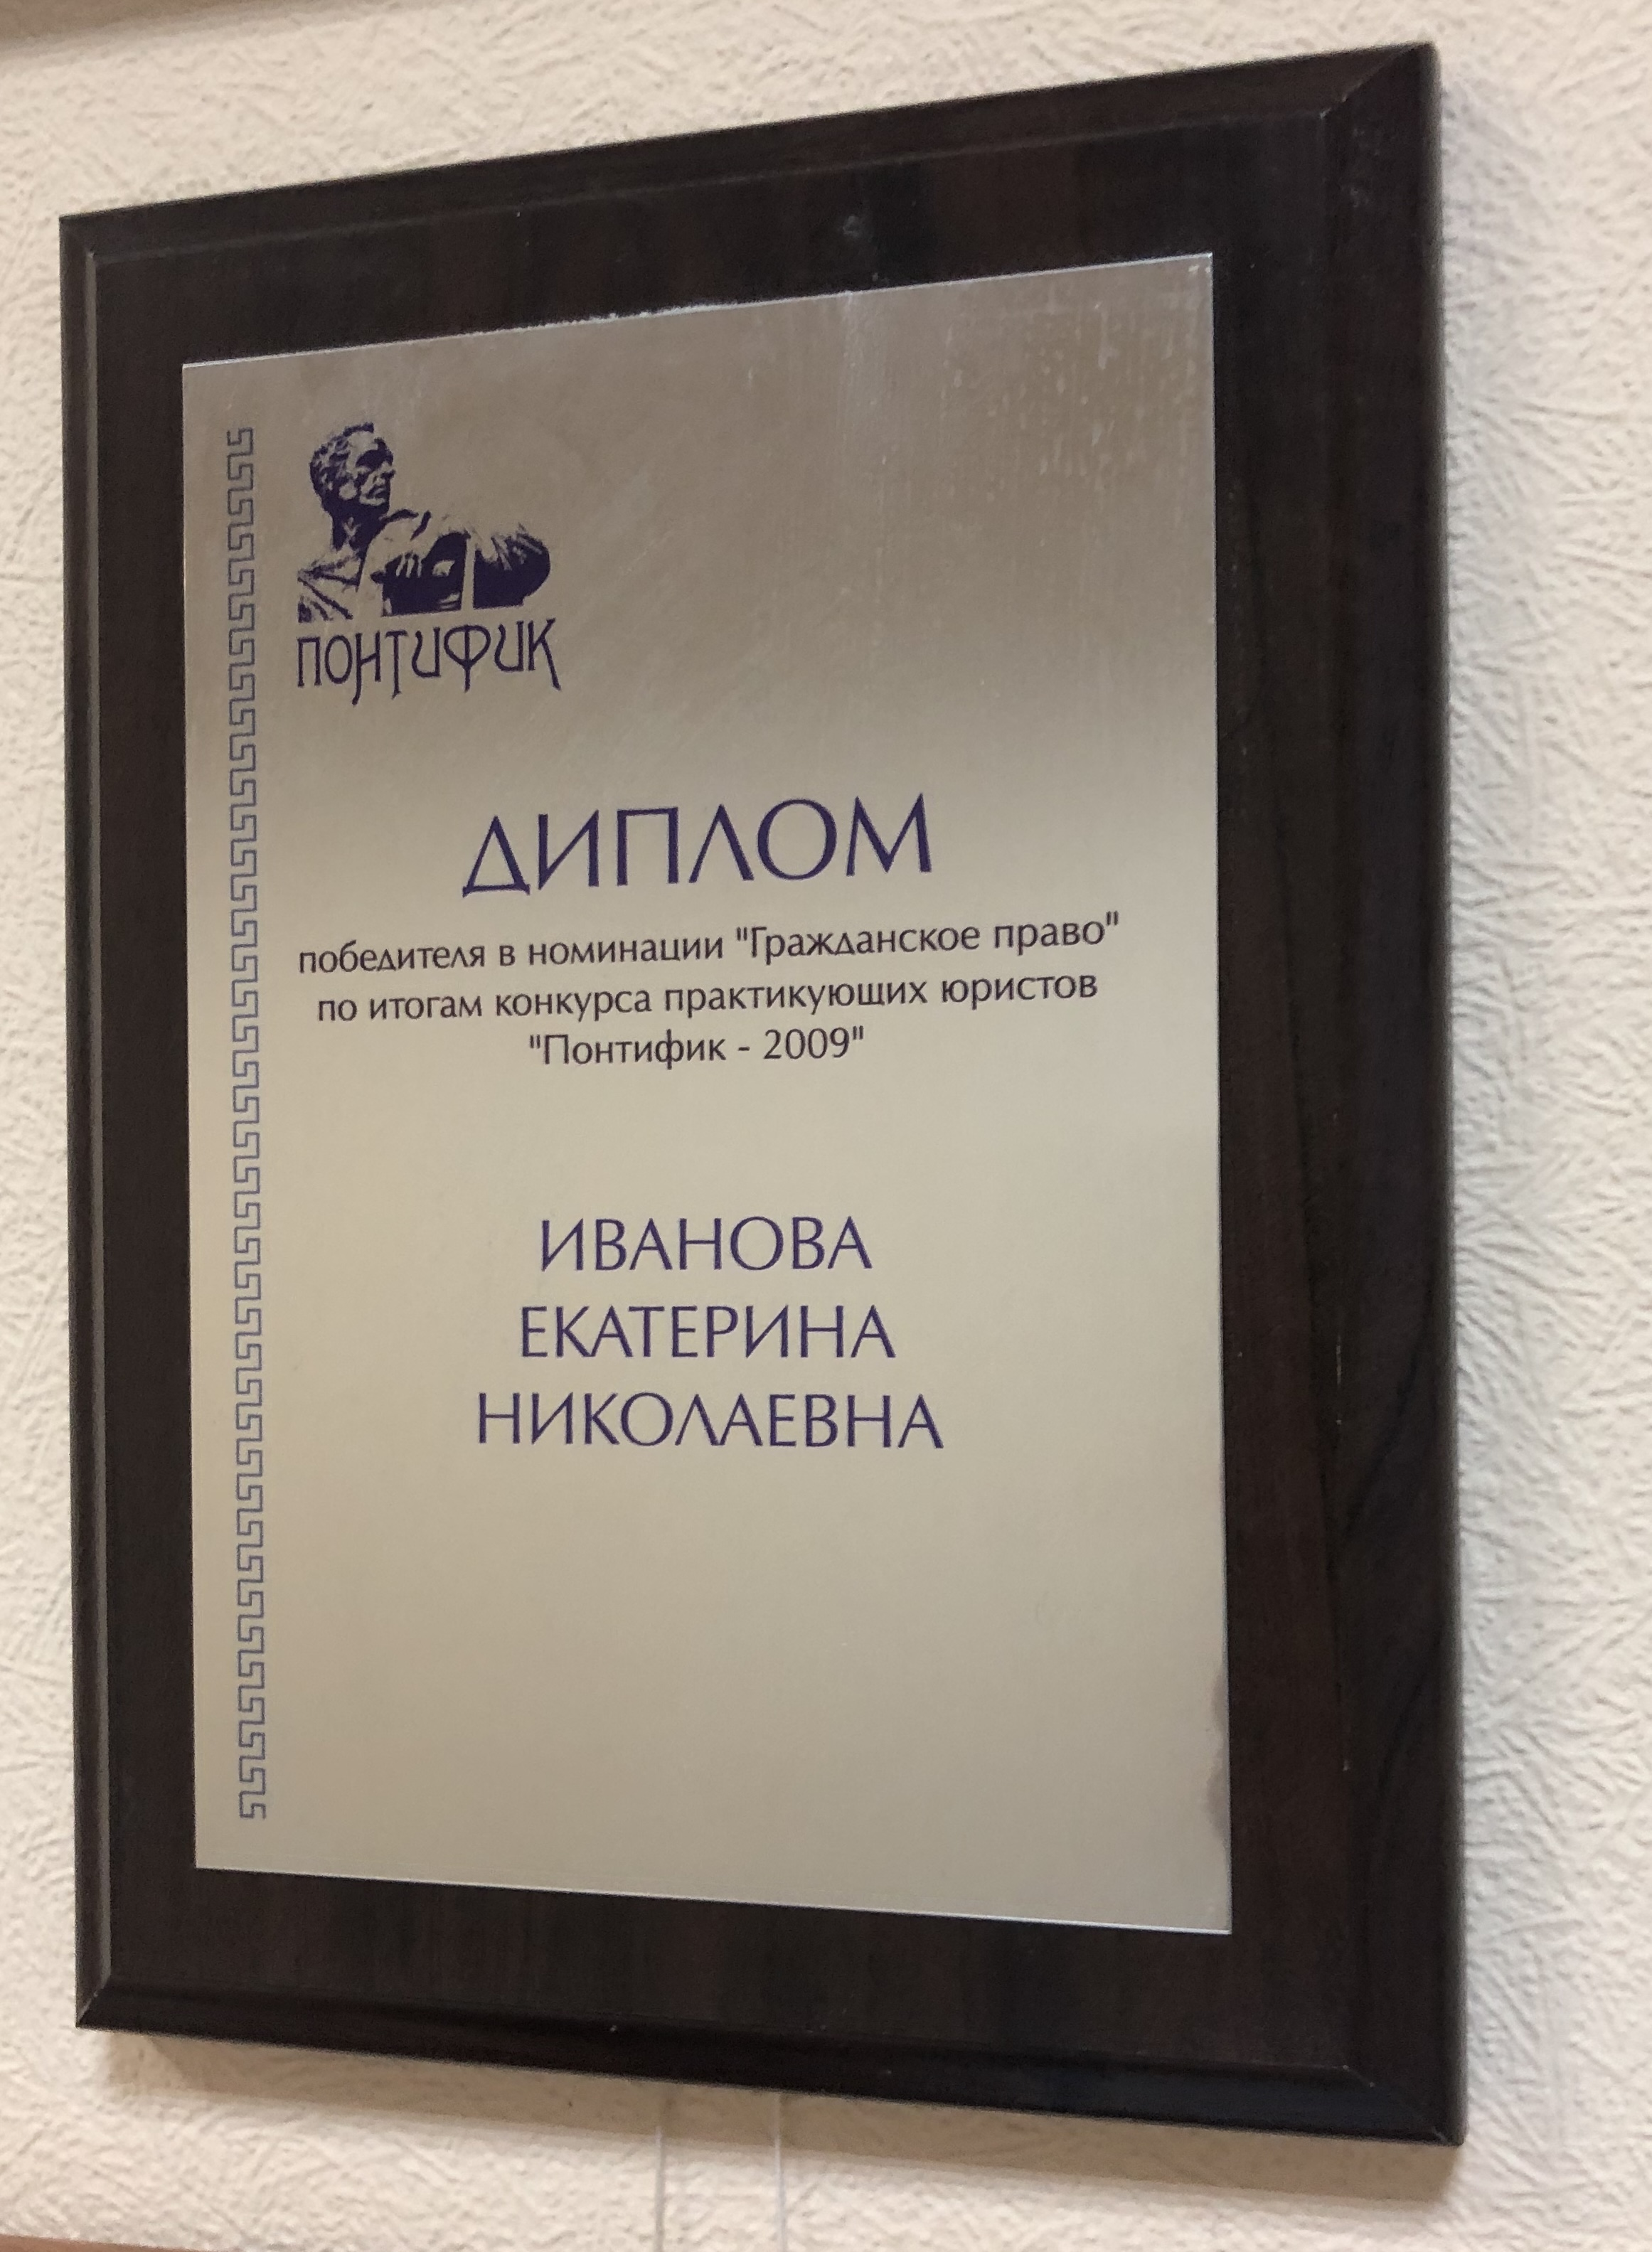 ПОНТИФИК
ДИПЛОМ
победителя в номинации "Гражданское право"
по итогам конкурса практикующих юристов
"Понтифик - 2009"
ИВАНОВА
ЕКАТЕРИНА
НИКОЛАЕВНА